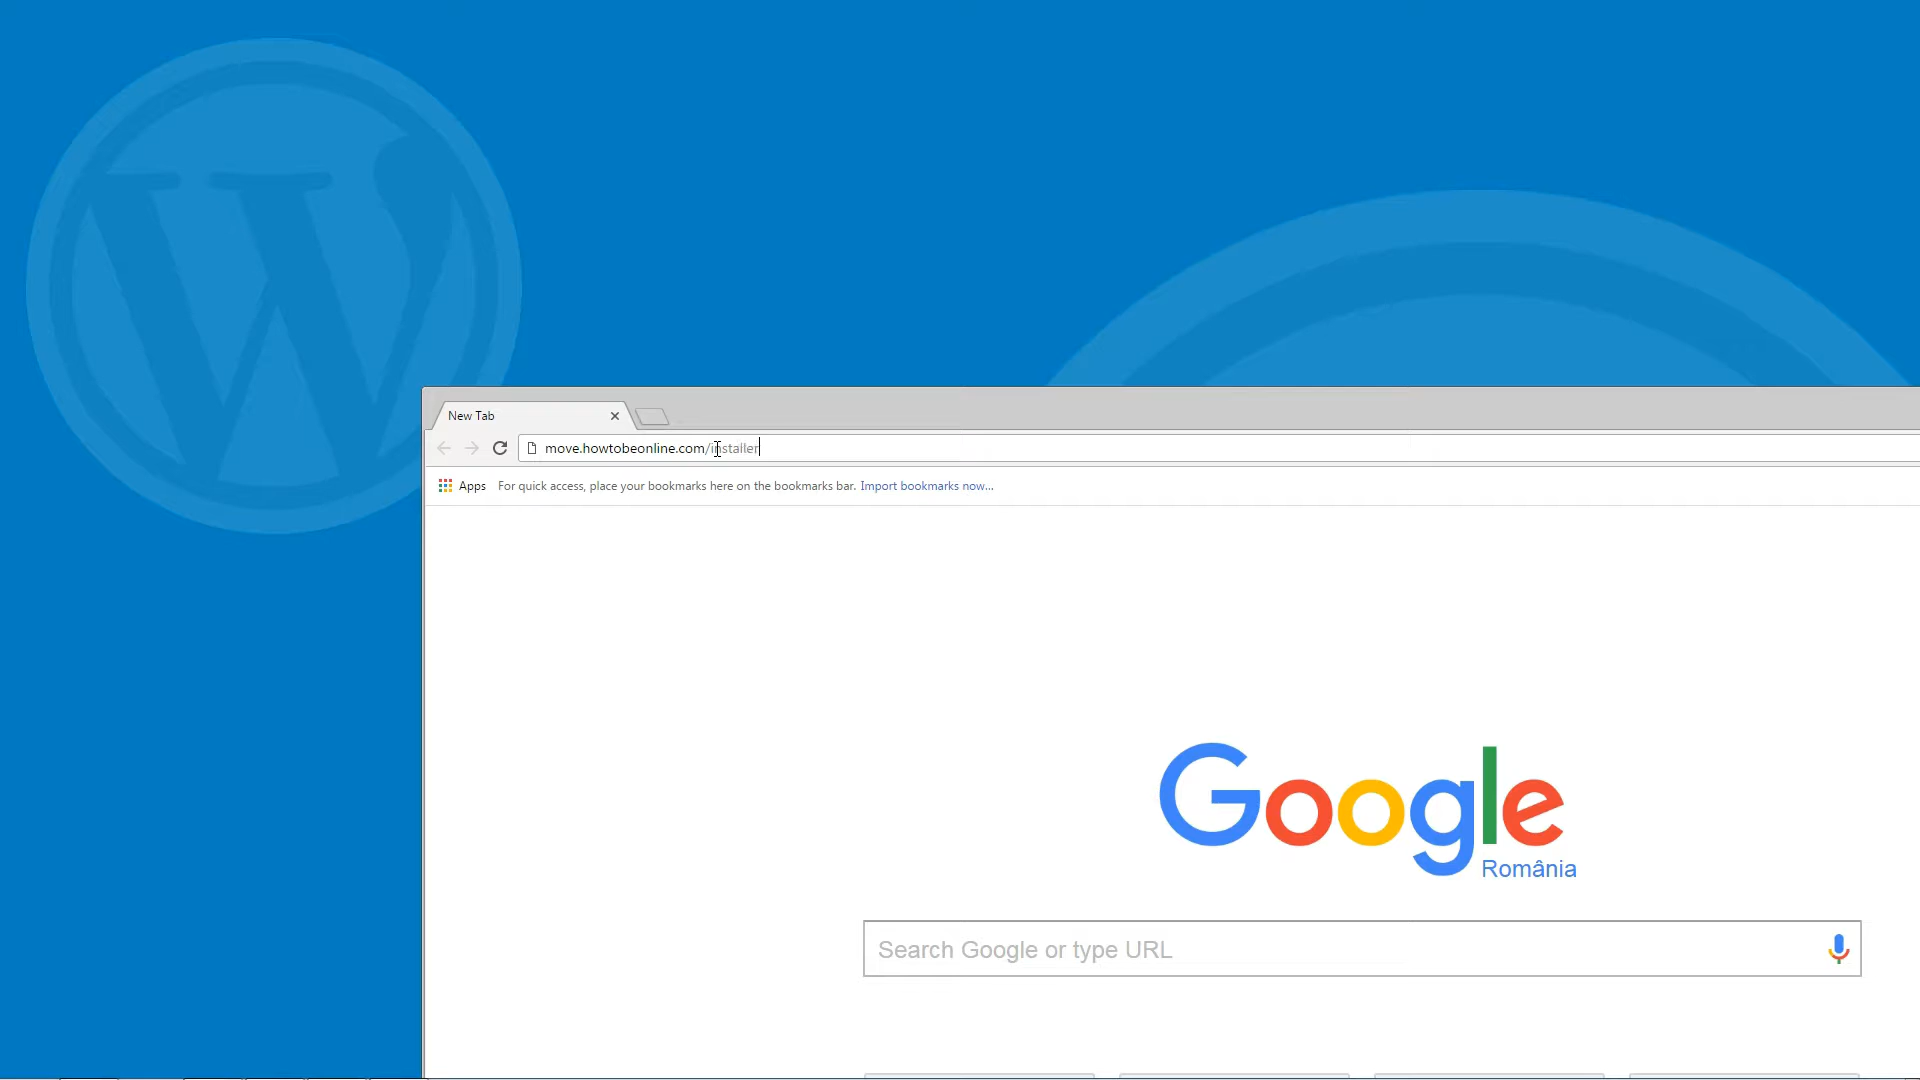 New Tab
move.howtobeonline.com/installer
Apps For quick access, place your bookmarks here on the bookmarks bar. Import bookmarks now...
Google
România
Search Google or type URL